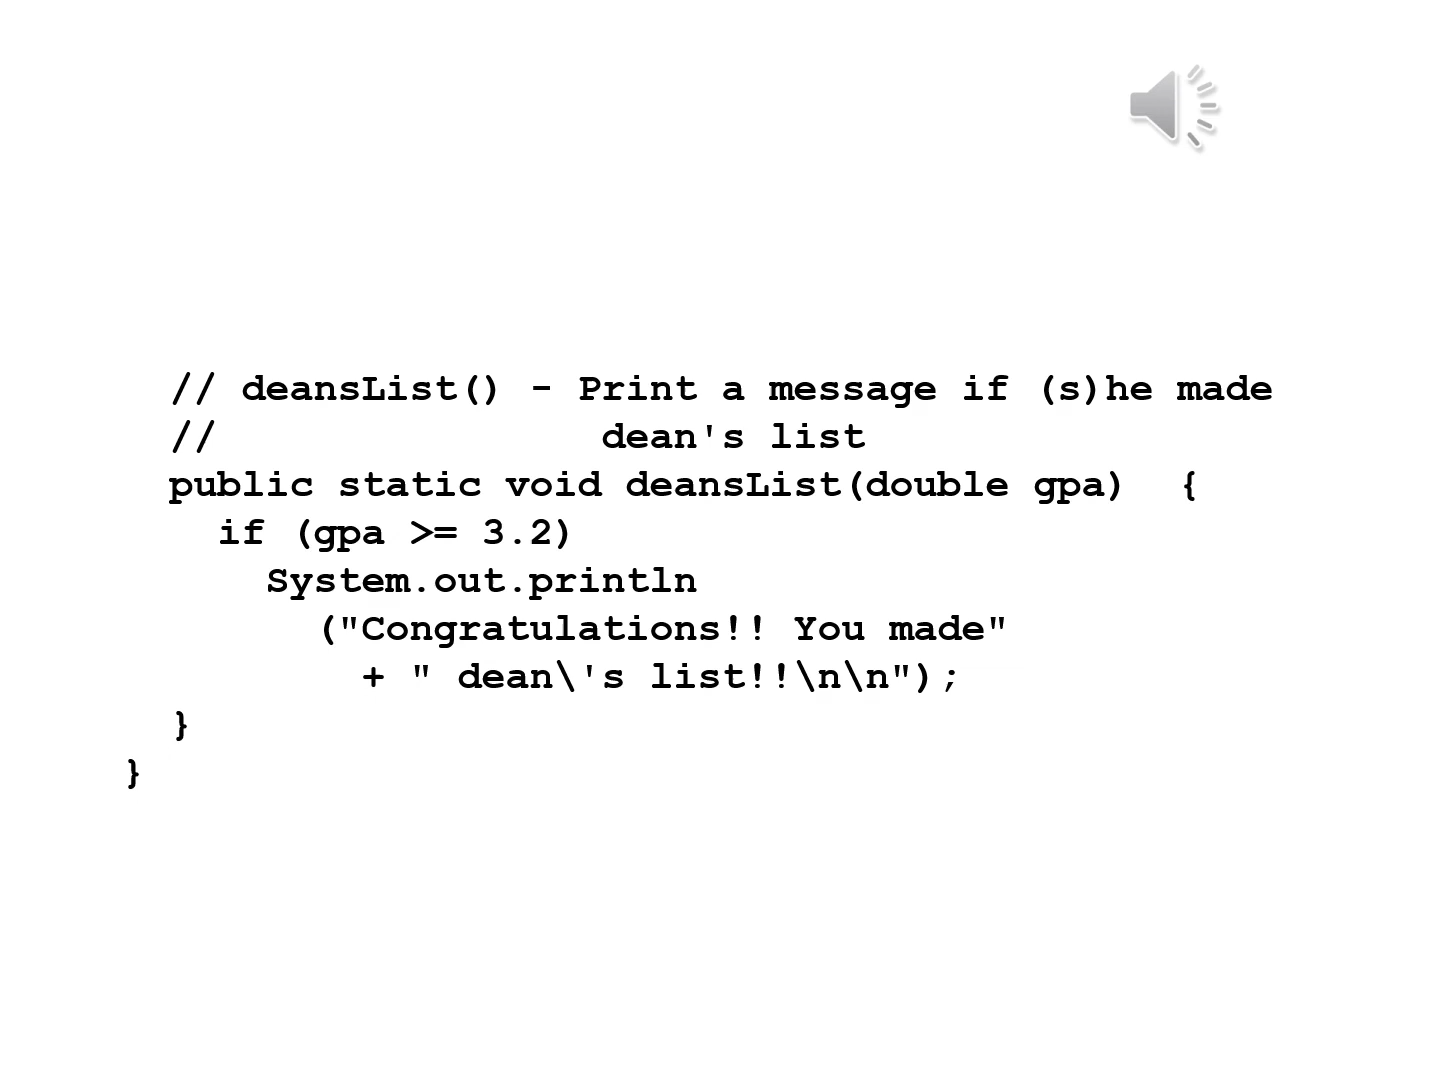 // deansList() - Print a message if (s)he made
//                dean's list
public static void deansList(double gpa)  {
  if (gpa >= 3.2)
    System.out.println
      ("Congratulations!! You made"
        + " dean\'s list!!\n\n");
}
}